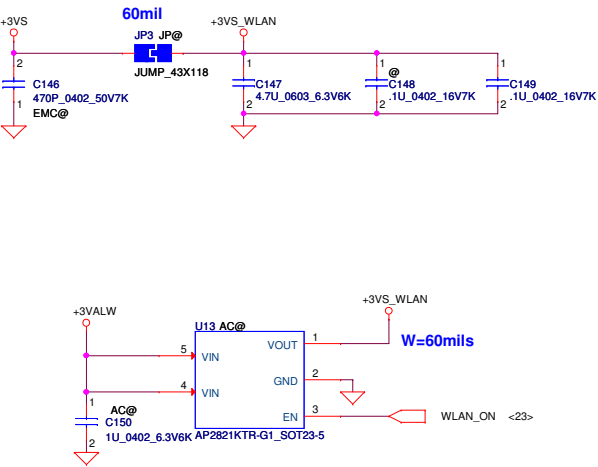 60mil
+3VS
JP3 JP@
+3VS_WLAN
JUMP_43X118
2
C146
470P_0402_50V7K
1
EMC@
1
C147
4.7U_0603_6.3V6K
2
1
@
C148
.1U_0402_16V7K
2
1
C149
.1U_0402_16V7K
2
+3VALW
+3VS_WLAN
U13 AC@
W=60mils
5 VIN
VOUT 1
4 VIN
GND 2
EN 3
WLAN_ON <23>
AP2821KTR-G1_SOT23-5
1
AC@
C150
1U_0402_6.3V6K
2